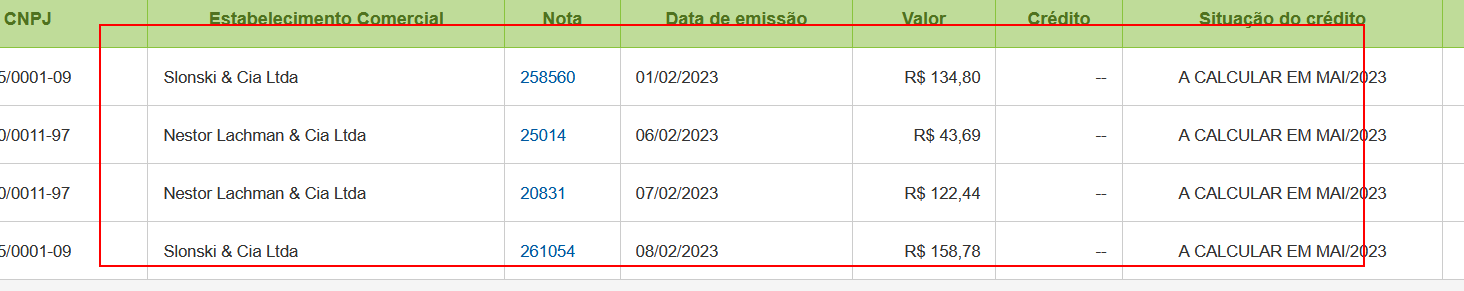 CNPJ Estabelecimento Comercial Nota Data de emissão Valor Crédito Situação do crédito
5/0001-09 Slonski & Cia Ltda 258560 01/02/2023 R$ 134,80 -- A CALCULAR EM MAI/2023
0/0011-97 Nestor Lachman & Cia Ltda 25014 06/02/2023 R$ 43,69 -- A CALCULAR EM MAI/2023
0/0011-97 Nestor Lachman & Cia Ltda 20831 07/02/2023 R$ 122,44 -- A CALCULAR EM MAI/2023
5/0001-09 Slonski & Cia Ltda 261054 08/02/2023 R$ 158,78 -- A CALCULAR EM MAI/2023